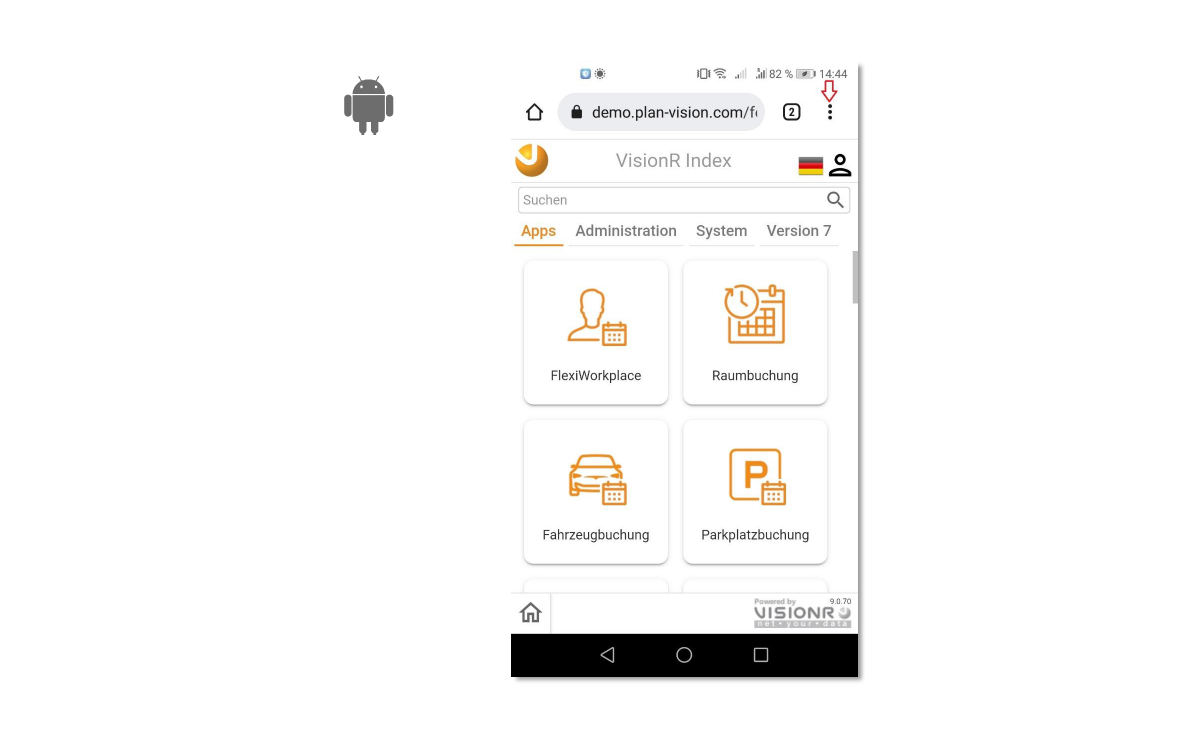 82 % 14:44
demo.plan-vision.com/f
2
VisionR Index
Suchen
Apps Administration System Version 7
FlexiWorkplace Raumbuchung
P
Fahrzeugbuchung Parkplatzbuchung
Powered by 9.0.70
VISIONR
net • your • data